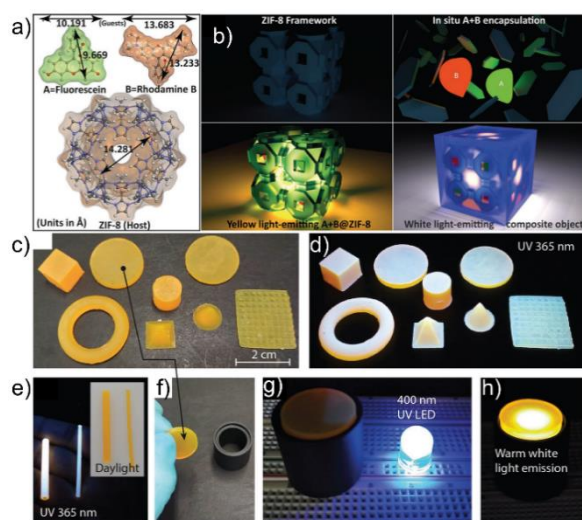 a)
10.191
(Guests)
13.683
9.669
13.233
A=Fluorescein
B=Rhodamine B
14.281
(Units in Å)
ZIF-8 (Host)
b)
ZIF-8 Framework
In situ A+B encapsulation
B
A
Yellow light-emitting A+B@ZIF-8
White light-emitting composite object
c)
2 cm
d)
UV 365 nm
e)
Daylight
UV 365 nm
f)
g)
400 nm
UV LED
h)
Warm white
light emission